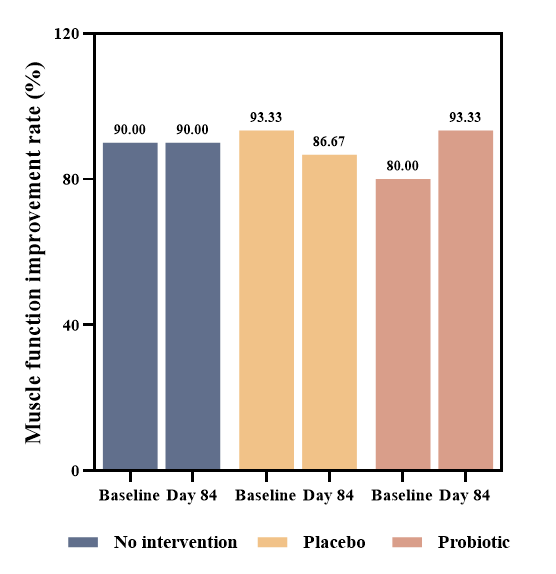 Muscle function improvement rate (%)
120
80
40
0
90.00 90.00 93.33 86.67 80.00 93.33
Baseline Day 84 Baseline Day 84 Baseline Day 84
No intervention Placebo Probiotic